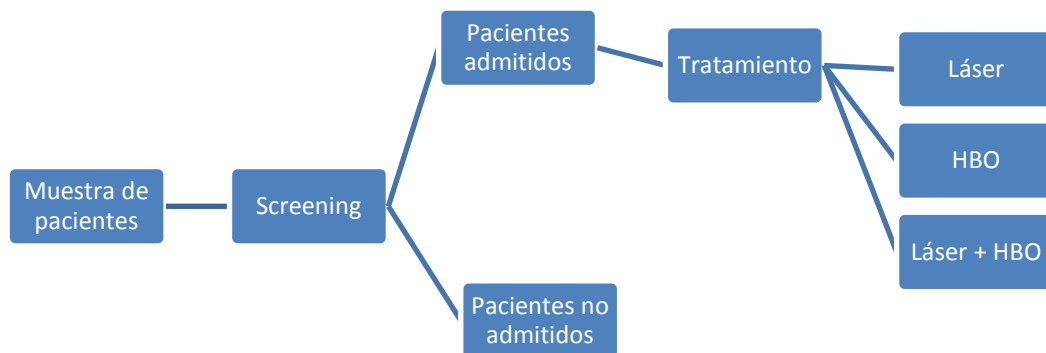 Muestra de
pacientes
Screening
Pacientes
admitidos
Pacientes no
admitidos
Tratamiento
Láser
HBO
Láser + HBO